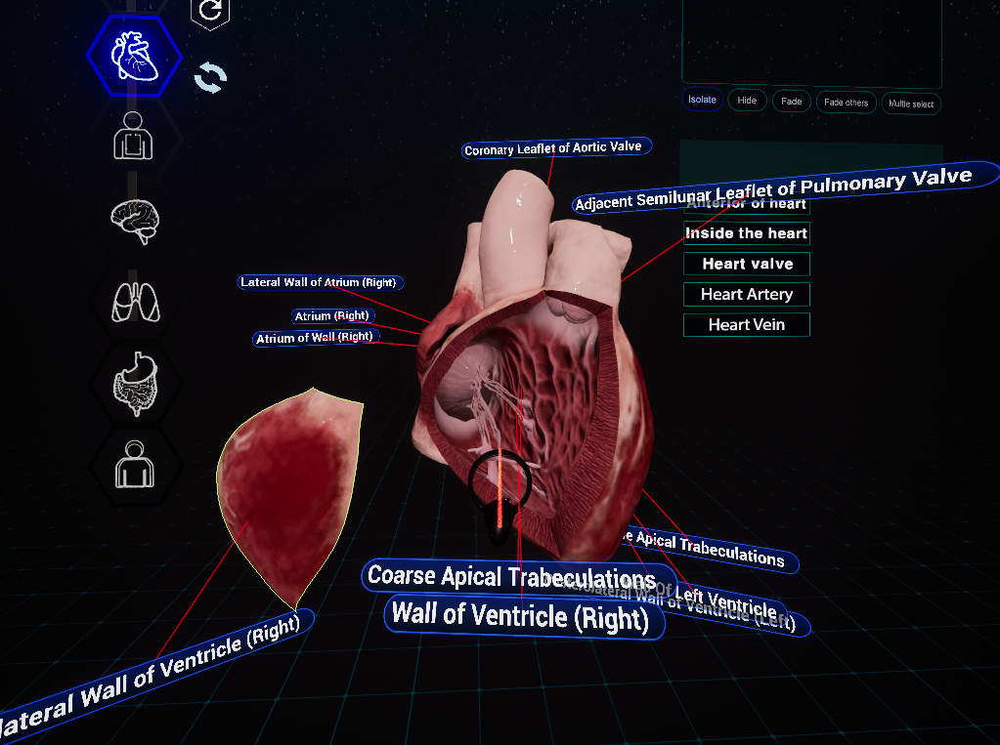 Isolate
Hide
Fade
Fade others
Multie select
Coronary Leaflet of Aortic Valve
Adjacent Semilunar Leaflet of Pulmonary Valve
Anterior of heart
Inside the heart
Heart valve
Heart Artery
Heart Vein
Lateral Wall of Atrium (Right)
Atrium (Right)
Atrium of Wall (Right)
e Apical Trabeculations
Coarse Apical Trabeculations
Of Left Ventricle
lateral Wall of Ventricle (Left)
Wall of Ventricle (Right)
lateral Wall of Ventricle (Right)